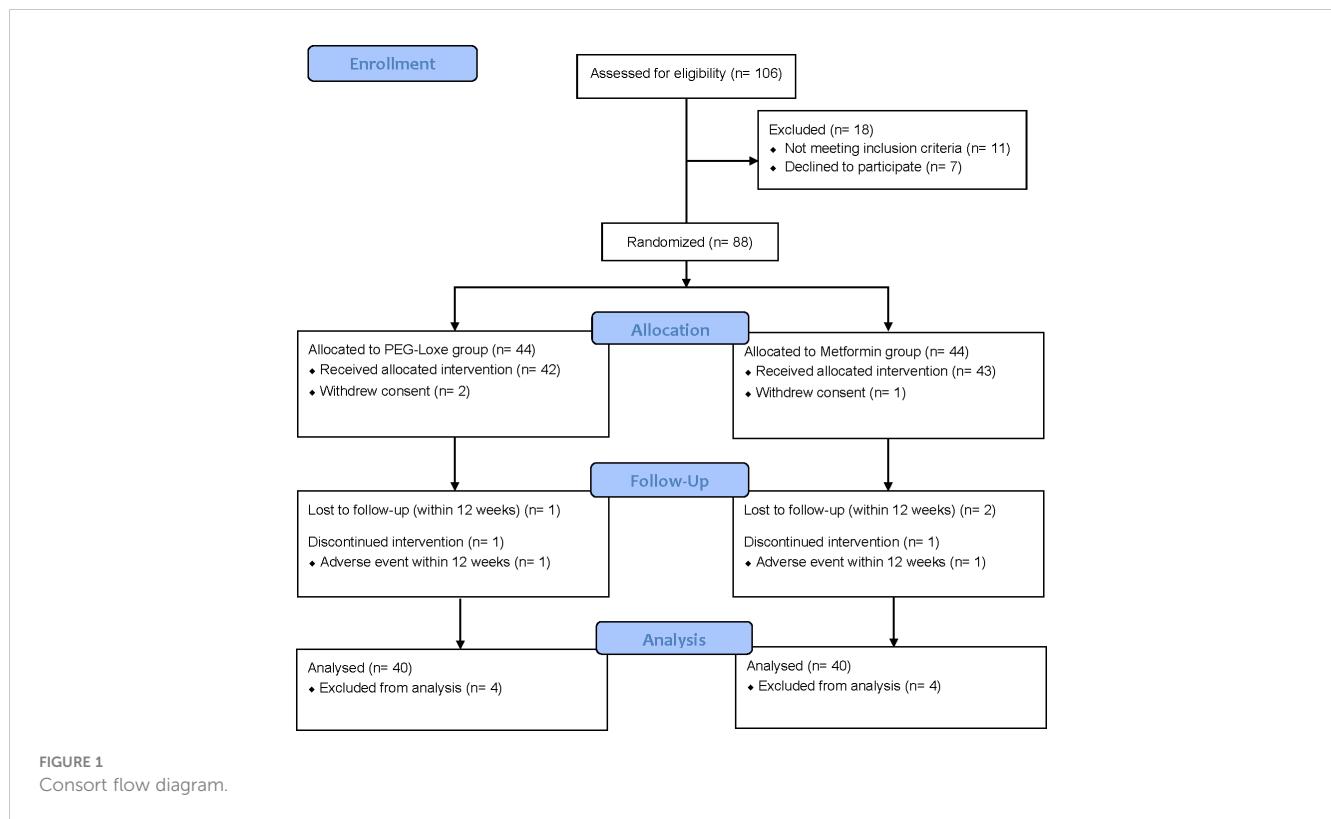 Enrollment
Assessed for eligibility (n= 106)
Excluded (n= 18)
⬥ Not meeting inclusion criteria (n= 11)
⬥ Declined to participate (n= 7)
Randomized (n= 88)
Allocation
Allocated to PEG-Loxe group (n= 44)
⬥ Received allocated intervention (n= 42)
⬥ Withdrew consent (n= 2)
Allocated to Metformin group (n= 44)
⬥ Received allocated intervention (n= 43)
⬥ Withdrew consent (n= 1)
Follow-Up
Lost to follow-up (within 12 weeks) (n= 1)
Discontinued intervention (n= 1)
⬥ Adverse event within 12 weeks (n= 1)
Lost to follow-up (within 12 weeks) (n= 2)
Discontinued intervention (n= 1)
⬥ Adverse event within 12 weeks (n= 1)
Analysis
Analysed (n= 40)
⬥ Excluded from analysis (n= 4)
Analysed (n= 40)
⬥ Excluded from analysis (n= 4)
FIGURE 1
Consort flow diagram.